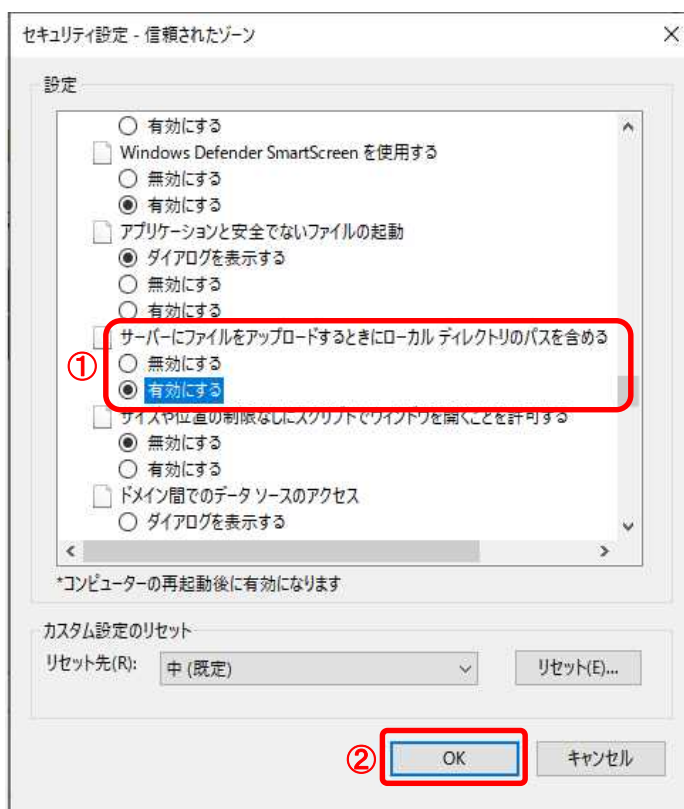 セキュリティ設定 - 信頼されたゾーン
設定
有効にする
Windows Defender SmartScreen を使用する
無効にする
有効にする
アプリケーションと安全でないファイルの起動
ダイアログを表示する
無効にする
有効にする
サーバーにファイルをアップロードするときにローカル ディレクトリのパスを含める
①
無効にする
有効にする
サイズや位置の制限なしにスクリプトでウィンドウを開くことを許可する
無効にする
有効にする
ドメイン間でのデータ ソースのアクセス
ダイアログを表示する
*コンピューターの再起動後に有効になります
カスタム設定のリセット
リセット先(R): 中 (既定) リセット(E)...
② OK キャンセル